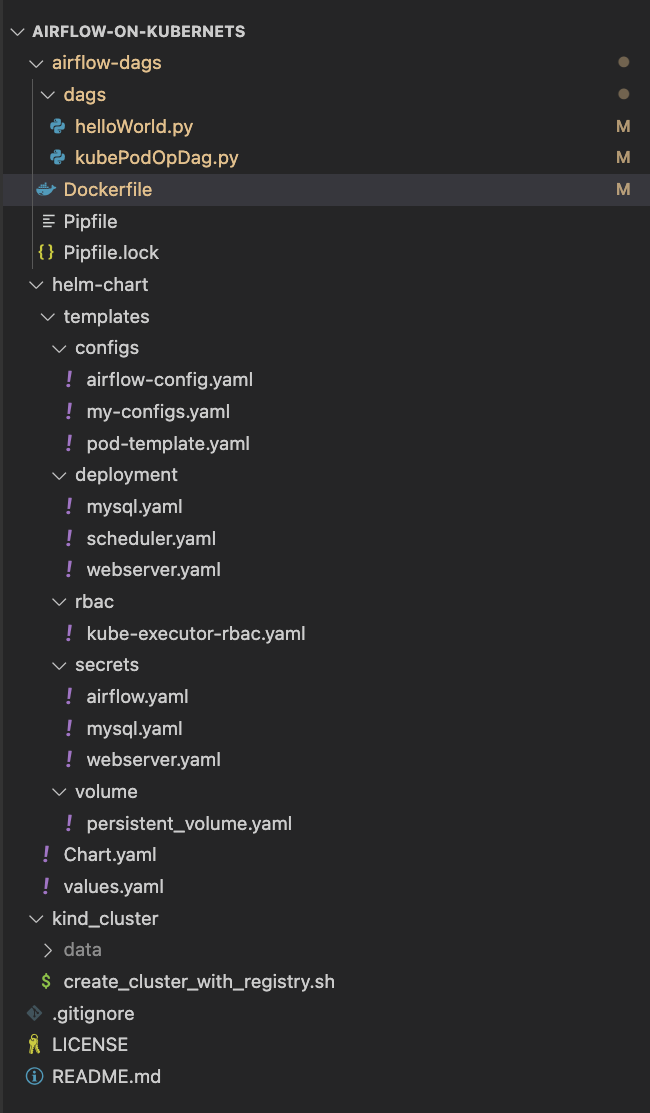 AIRFLOW-ON-KUBERNETS
airflow-dags
dags
helloWorld.py M
kubePodOpDag.py M
Dockerfile M
Pipfile
{} Pipfile.lock
helm-chart
templates
configs
! airflow-config.yaml
! my-configs.yaml
! pod-template.yaml
deployment
! mysql.yaml
! scheduler.yaml
! webserver.yaml
rbac
! kube-executor-rbac.yaml
secrets
! airflow.yaml
! mysql.yaml
! webserver.yaml
volume
! persistent_volume.yaml
! Chart.yaml
! values.yaml
kind_cluster
data
$ create_cluster_with_registry.sh
.gitignore
LICENSE
README.md